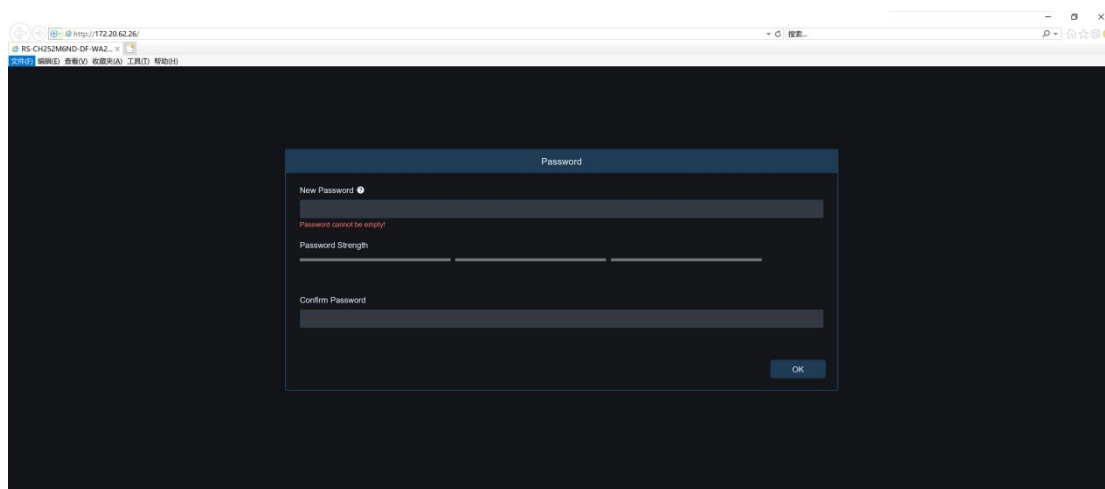 http://172.20.62.26/
搜索...
RS-CH252M6ND-DF-WA2...
文件(F) 编辑(E) 查看(V) 收藏夹(A) 工具(T) 帮助(H)
Password
New Password
Password cannot be empty!
Password Strength
Confirm Password
OK